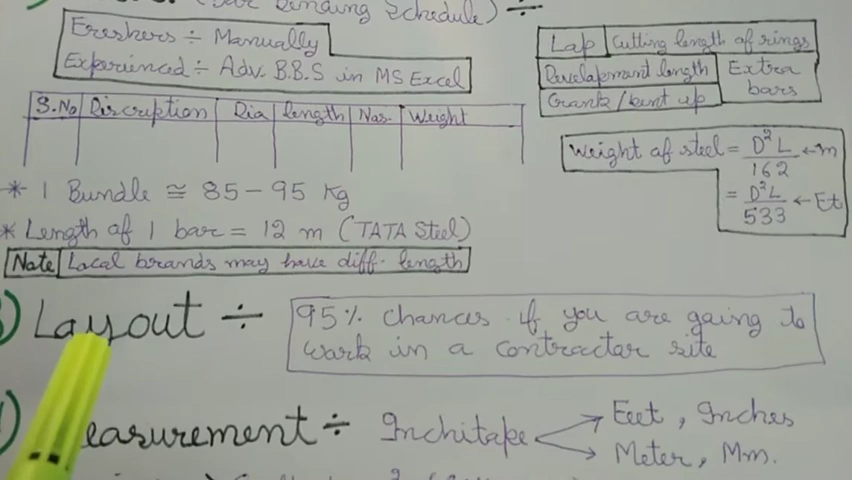 (Bar Bending Schedule) ÷
Freshers ÷ Manually
Experienced ÷ Adv. B.B.S in MS Excel
Lap Cutting length of rings
Development length Extra bars
Crank/bent up
S.No Discription Dia length Nos. Weight
Weight of steel = D²L/162 ← m
= D²L/533 ← Ft
* 1 Bundle ≅ 85 - 95 Kg
* Length of 1 bar = 12 m (TATA Steel)
Note Local brands may have diff. length
) Layout ÷ 95% chances if you are going to
work in a contractor site
) easurement ÷ Inchitape Feet, Inches
Meter, Mm.